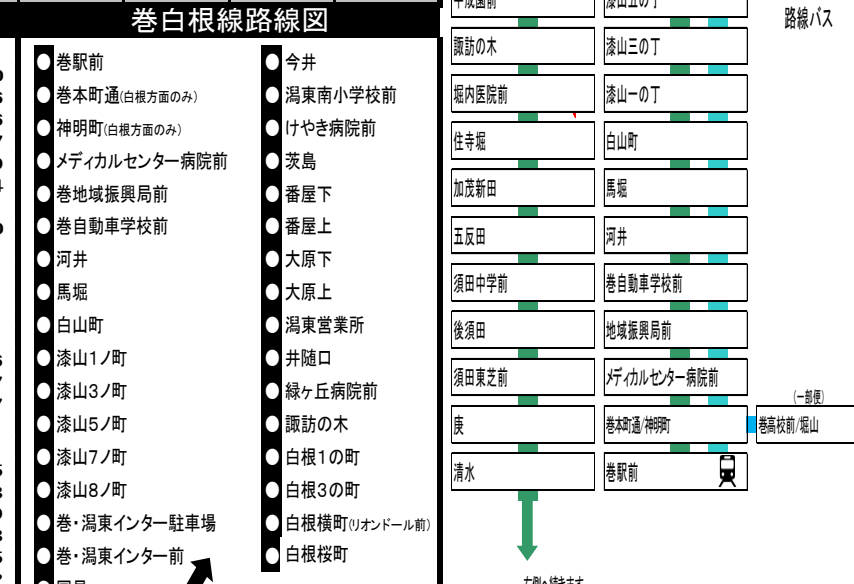 巻白根線路線図
巻駅前
巻本町通(白根方面のみ)
神明町(白根方面のみ)
メディカルセンター病院前
巻地域振興局前
巻自動車学校前
河井
馬堀
白山町
漆山1ノ町
漆山3ノ町
漆山5ノ町
漆山7ノ町
漆山8ノ町
巻・潟東インター駐車場
巻・潟東インター前
今井
潟東南小学校前
けやき病院前
茨島
番屋下
番屋上
大原下
大原上
潟東営業所
井随口
緑ヶ丘病院前
諏訪の木
白根1の町
白根3の町
白根横町(リオンドール前)
白根桜町
諏訪の木
堀内医院前
住寺堀
加茂新田
五反田
須田中学前
後須田
須田東芝前
庚
清水
漆山三の丁
漆山一の丁
白山町
馬堀
河井
巻自動車学校前
地域振興局前
メディカルセンター病院前
巻本町通/神明町
巻駅前
路線バス
(一部便)
巻高校前/堀山